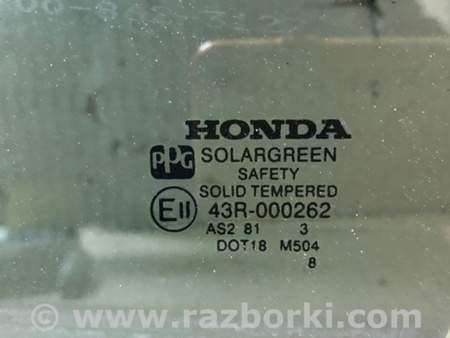 HONDA
PPG SOLARGREEN
SAFETY
SOLID TEMPERED
E11 43R-000262
AS2 81 3
DOT18 M504
8
© www.razborki.com